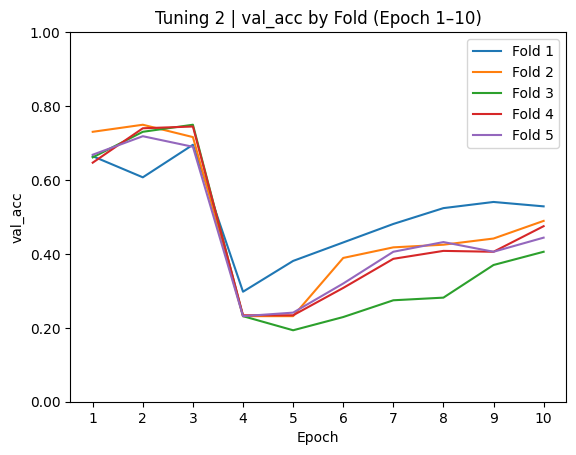 Tuning 2 | val_acc by Fold (Epoch 1–10)
1.00
0.80
0.60
0.40
0.20
0.00
val_acc
Fold 1
Fold 2
Fold 3
Fold 4
Fold 5
1 2 3 4 5 6 7 8 9 10
Epoch